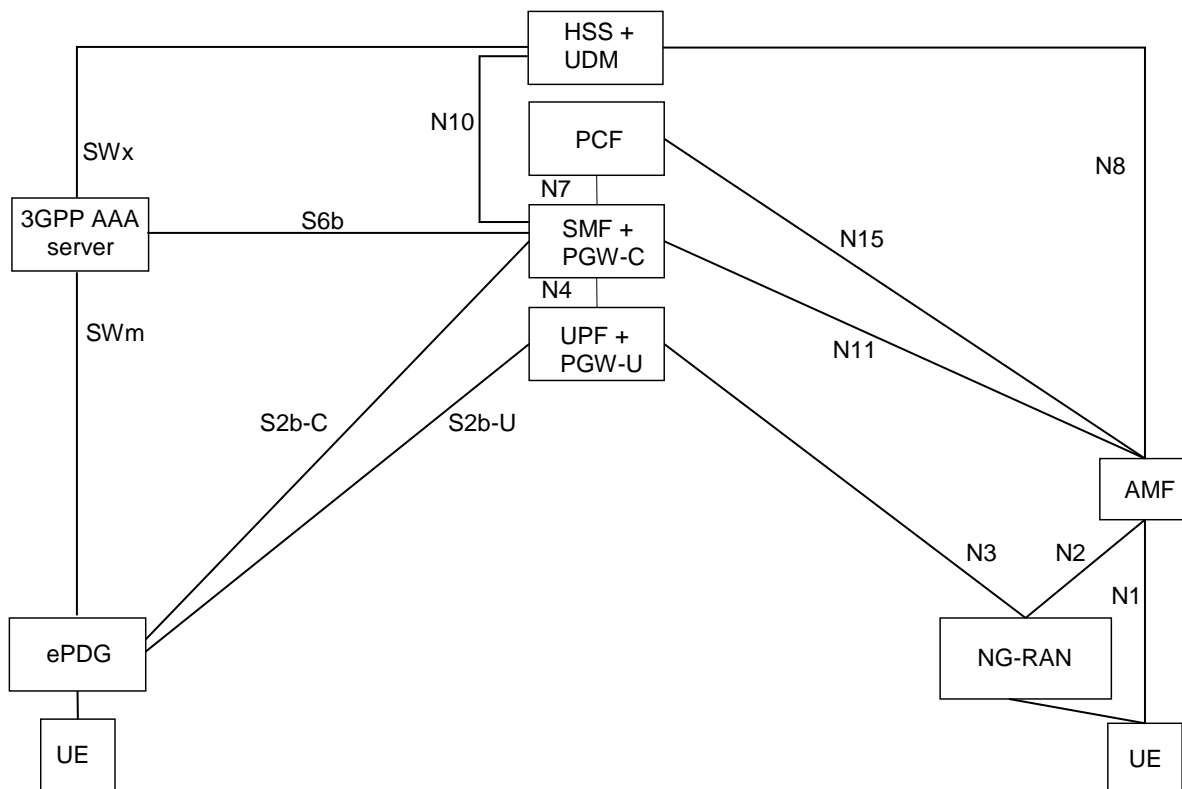 HSS +
UDM
N10
PCF
SWx
N8
N7
3GPP AAA
server
S6b
SMF +
PGW-C
N15
N4
SWm
UPF +
PGW-U
N11
S2b-C
S2b-U
AMF
N3
N2
N1
ePDG
NG-RAN
UE
UE